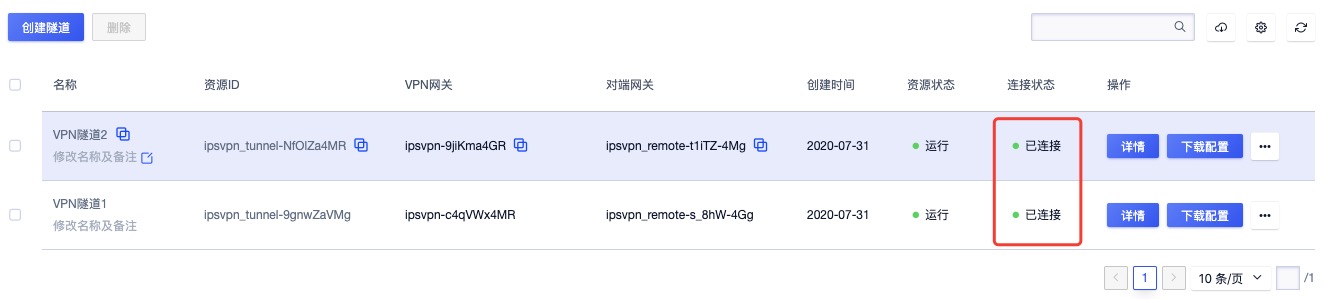 创建隧道 删除
名称 资源ID VPN网关 对端网关 创建时间 资源状态 连接状态 操作
VPN隧道2 ipsvpn_tunnel-NfOIZa4MR ipsvpn-9jiKma4GR ipsvpn_remote-t1iTZ-4Mg 2020-07-31 运行 已连接 详情 下载配置 •••
修改名称及备注
VPN隧道1 ipsvpn_tunnel-9gnwZaVMg ipsvpn-c4qVWx4MR ipsvpn_remote-s_8hW-4Gg 2020-07-31 运行 已连接 详情 下载配置 •••
修改名称及备注
1 10 条/页 /1